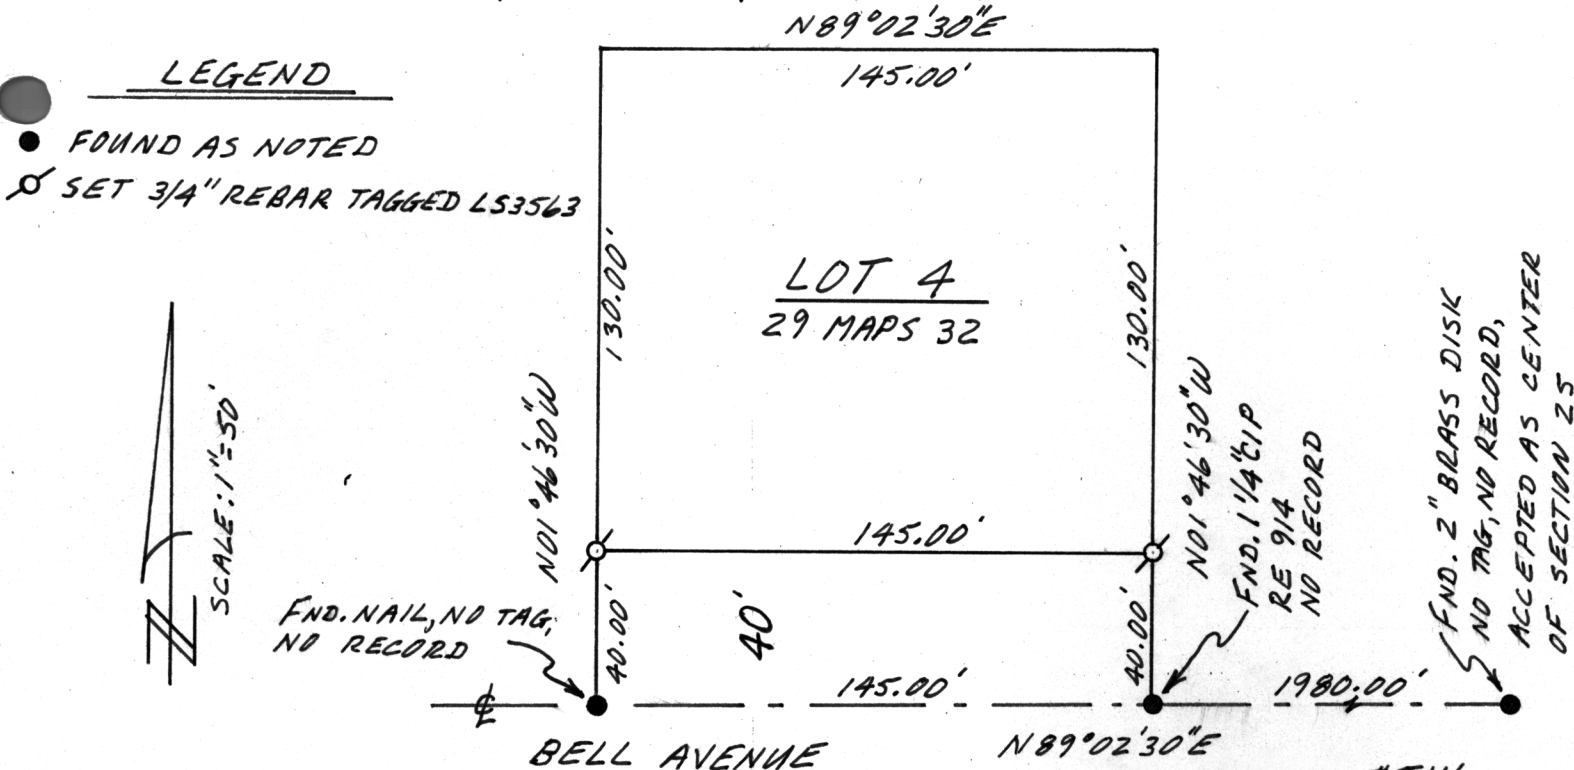 N89°02'30"E
145.00'
LEGEND
FOUND AS NOTED
SET 3/4" REBAR TAGGED LS3563
130.00'
LOT 4
29 MAPS 32
130.00'
N
SCALE: 1"=50'
N01°46'30"W
N01°46'30"W
FND. 1 1/4" CIP
RE 914
NO RECORD
FND. 2" BRASS DISK
NO TAG, NO RECORD,
ACCEPTED AS CENTER
OF SECTION 25
145.00'
FND. NAIL, NO TAG,
NO RECORD
40.00'
40'
40.00'
℄
145.00'
1980.00'
BELL AVENUE
N89°02'30"E